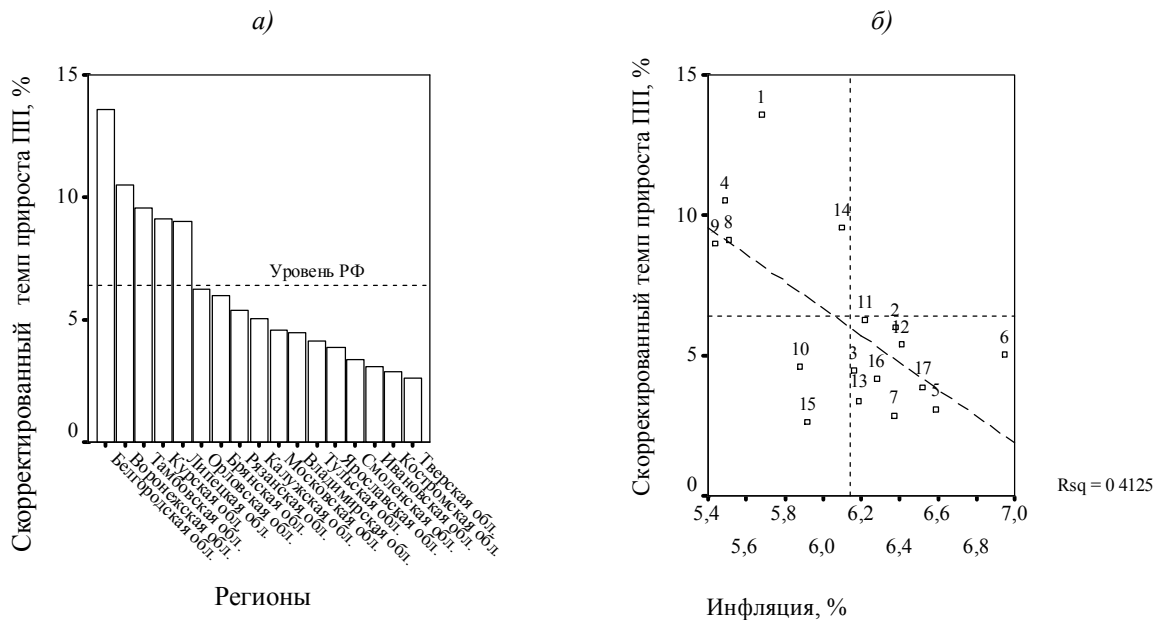 а)
Скорректированный темп прироста ПП, %
15
10
5
0
Уровень РФ
Белгородская обл.
Воронежская обл.
Тамбовская обл.
Курская обл.
Липецкая обл.
Орловская обл.
Брянская обл.
Рязанская обл.
Калужская обл.
Московская обл.
Владимирская обл.
Тульская обл.
Ярославская обл.
Смоленская обл.
Ивановская обл.
Костромская обл.
Тверская обл.
Регионы
б)
Скоррекированный темп прироста ПП, %
15
10
5
0
1
4
9
8
14
11
2
12
6
10
3
16
15
13
17
7
5
5,4
5,8
6,2
6,6
7,0
5,6
6,0
6,4
6,8
Инфляция, %
Rsq = 0 4125